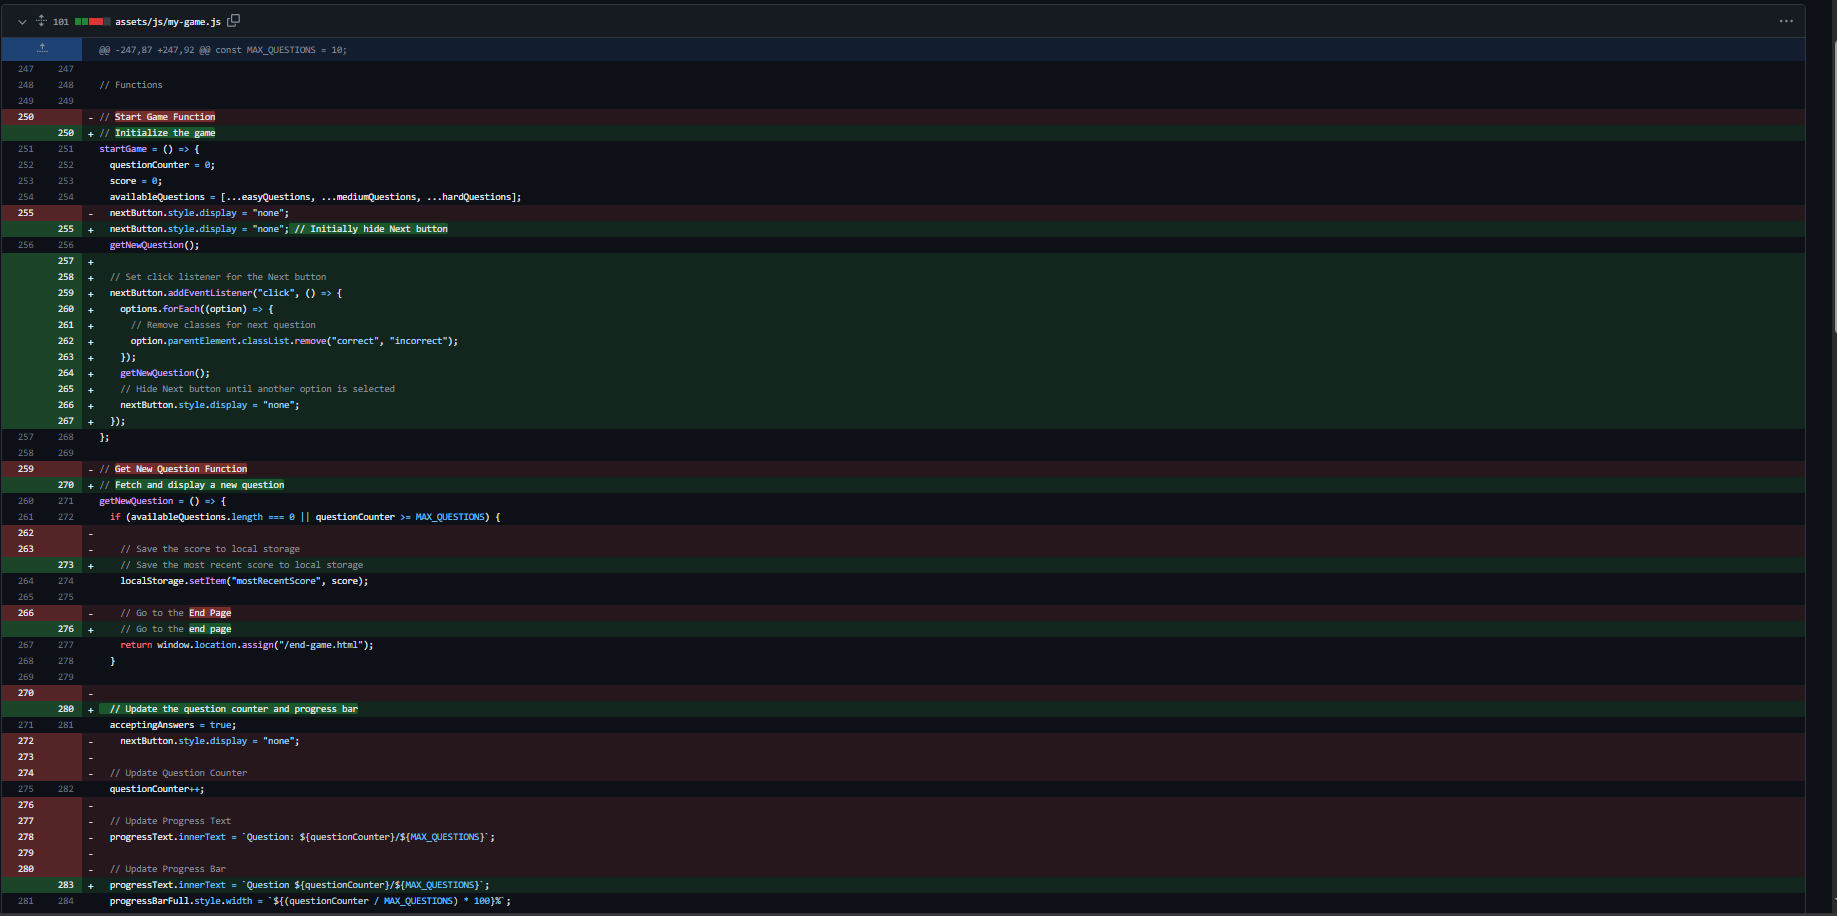 101 assets/js/my-game.js
@@ -247,87 +247,92 @@ const MAX_QUESTIONS = 10;
247 247
248 248 // Functions
249 249
250 - // Start Game Function
250 + // Initialize the game
251 251 startGame = () => {
252 252 questionCounter = 0;
253 253 score = 0;
254 254 availableQuestions = [...easyQuestions, ...mediumQuestions, ...hardQuestions];
255 - nextButton.style.display = "none";
255 + nextButton.style.display = "none"; // Initially hide Next button
256 256 getNewQuestion();
257 +
258 + // Set click listener for the Next button
259 + nextButton.addEventListener("click", () => {
260 + options.forEach((option) => {
261 + // Remove classes for next question
262 + option.parentElement.classList.remove("correct", "incorrect");
263 + });
264 + getNewQuestion();
265 + // Hide Next button until another option is selected
266 + nextButton.style.display = "none";
267 + });
257 268 };
258 269
259 - // Get New Question Function
270 + // Fetch and display a new question
260 271 getNewQuestion = () => {
261 272 if (availableQuestions.length === 0 || questionCounter >= MAX_QUESTIONS) {
262 -
263 - // Save the score to local storage
273 + // Save the most recent score to local storage
264 274 localStorage.setItem("mostRecentScore", score);
265 275
266 - // Go to the End Page
276 + // Go to the end page
267 277 return window.location.assign("/end-game.html");
268 278 }
269 279
270 -
280 + // Update the question counter and progress bar
271 281 acceptingAnswers = true;
272 - nextButton.style.display = "none";
273 -
274 - // Update Question Counter
275 282 questionCounter++;
276 -
277 - // Update Progress Text
278 - progressText.innerText = `Question: ${questionCounter}/${MAX_QUESTIONS}`;
279 -
280 - // Update Progress Bar
283 + progressText.innerText = `Question ${questionCounter}/${MAX_QUESTIONS}`;
281 284 progressBarFull.style.width = `${(questionCounter / MAX_QUESTIONS) * 100}%`;